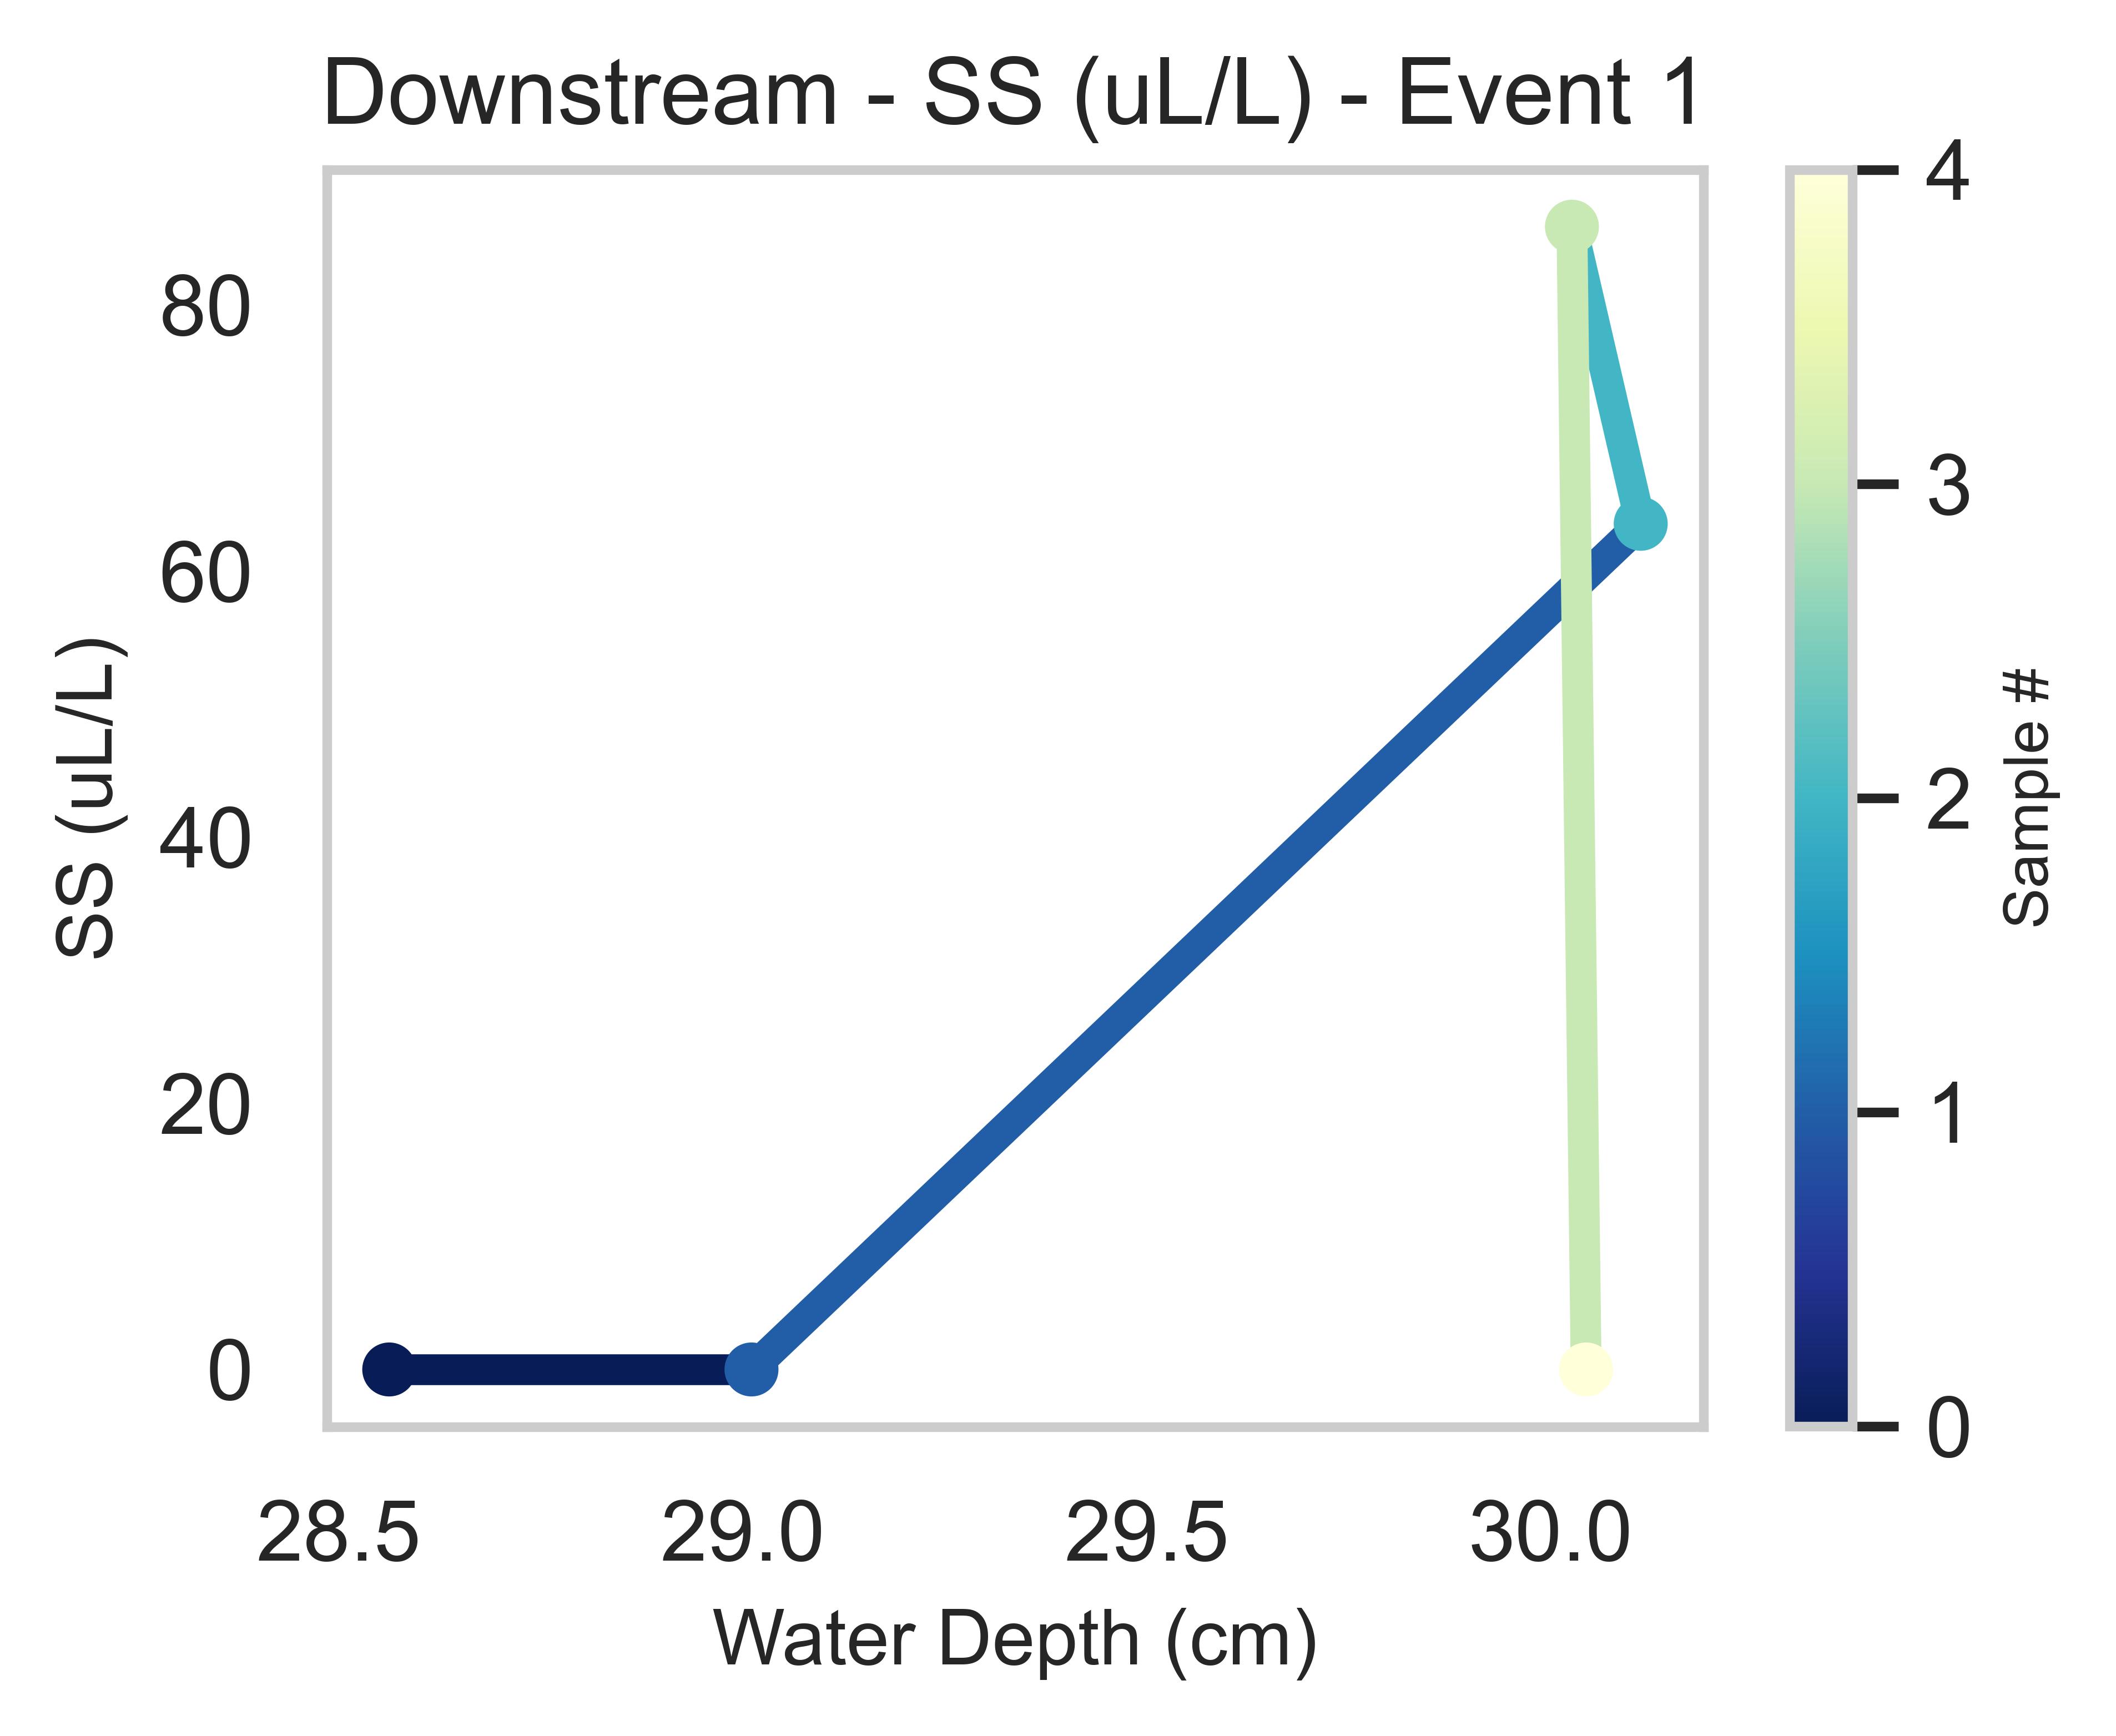 Downstream - SS (uL/L) - Event 1
80
60
40
20
0
SS (uL/L)
28.5 29.0 29.5 30.0
Water Depth (cm)
4
3
2
1
0
Sample #